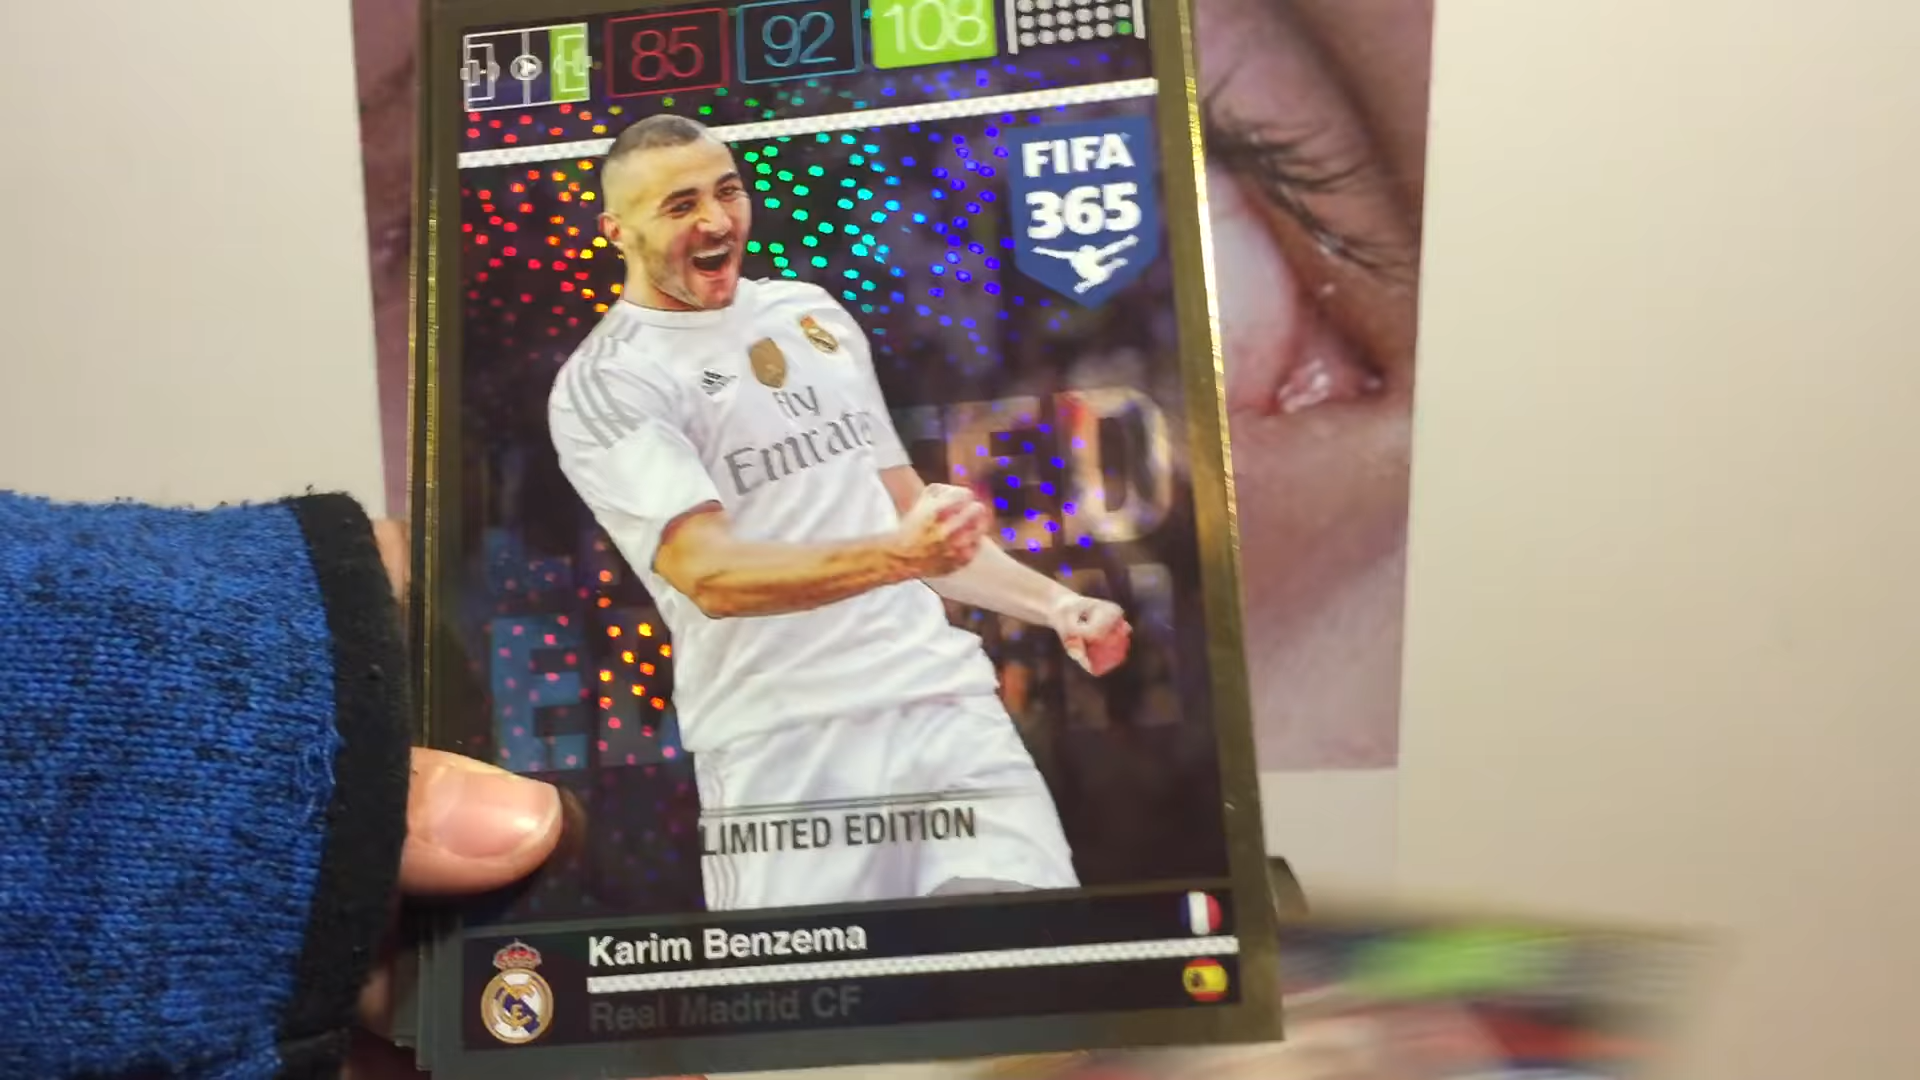 85 92 108
FIFA
365
Fly
Emirates
LIMITED EDITION
Karim Benzema
Real Madrid CF